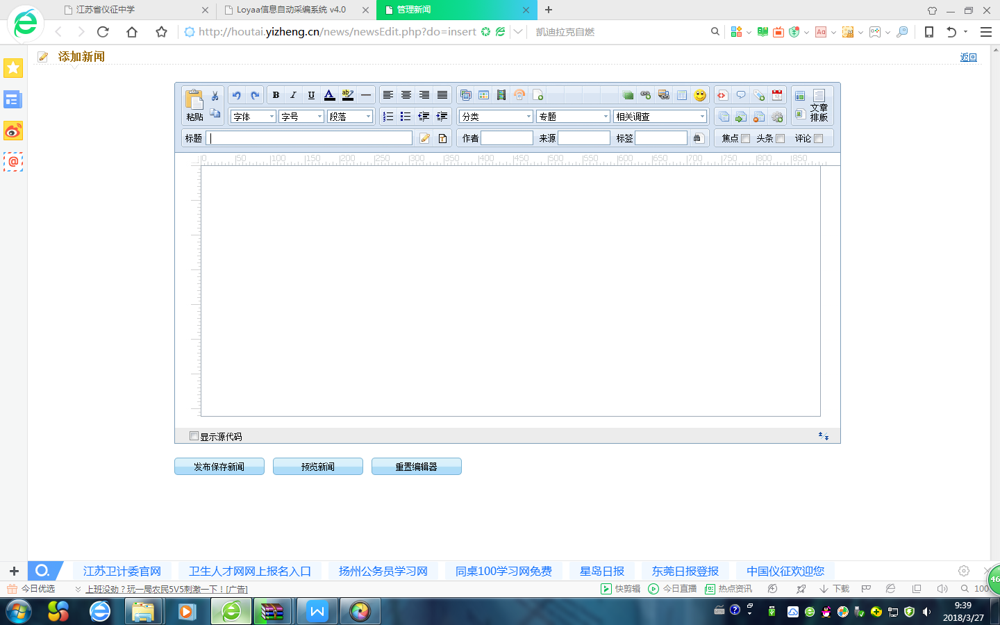 江苏省仪征中学
Loyaa信息自动采编系统 v4.0
管理新闻
http://houtai.yizheng.cn/news/newsEdit.php?do=insert
凯迪拉克自燃
添加新闻
返回
粘贴
B I U A ab
文章排版
字体 字号 段落
分类 专题 相关调查
标题 作者 来源 标签 焦点 头条 评论
0 50 100 150 200 250 300 350 400 450 500 550 600 650 700 750 800 850
显示源代码
发布保存新闻 预览新闻 重置编辑器
江苏卫计委官网 卫生人才网网上报名入口 扬州公务员学习网 同桌100学习网免费 星岛日报 东莞日报登报 中国仪征欢迎您
今日优选 上班没劲？玩一局农民5V5刺激一下！[广告] 快剪辑 今日直播 热点资讯 下载 100
46
9:39
2018/3/27